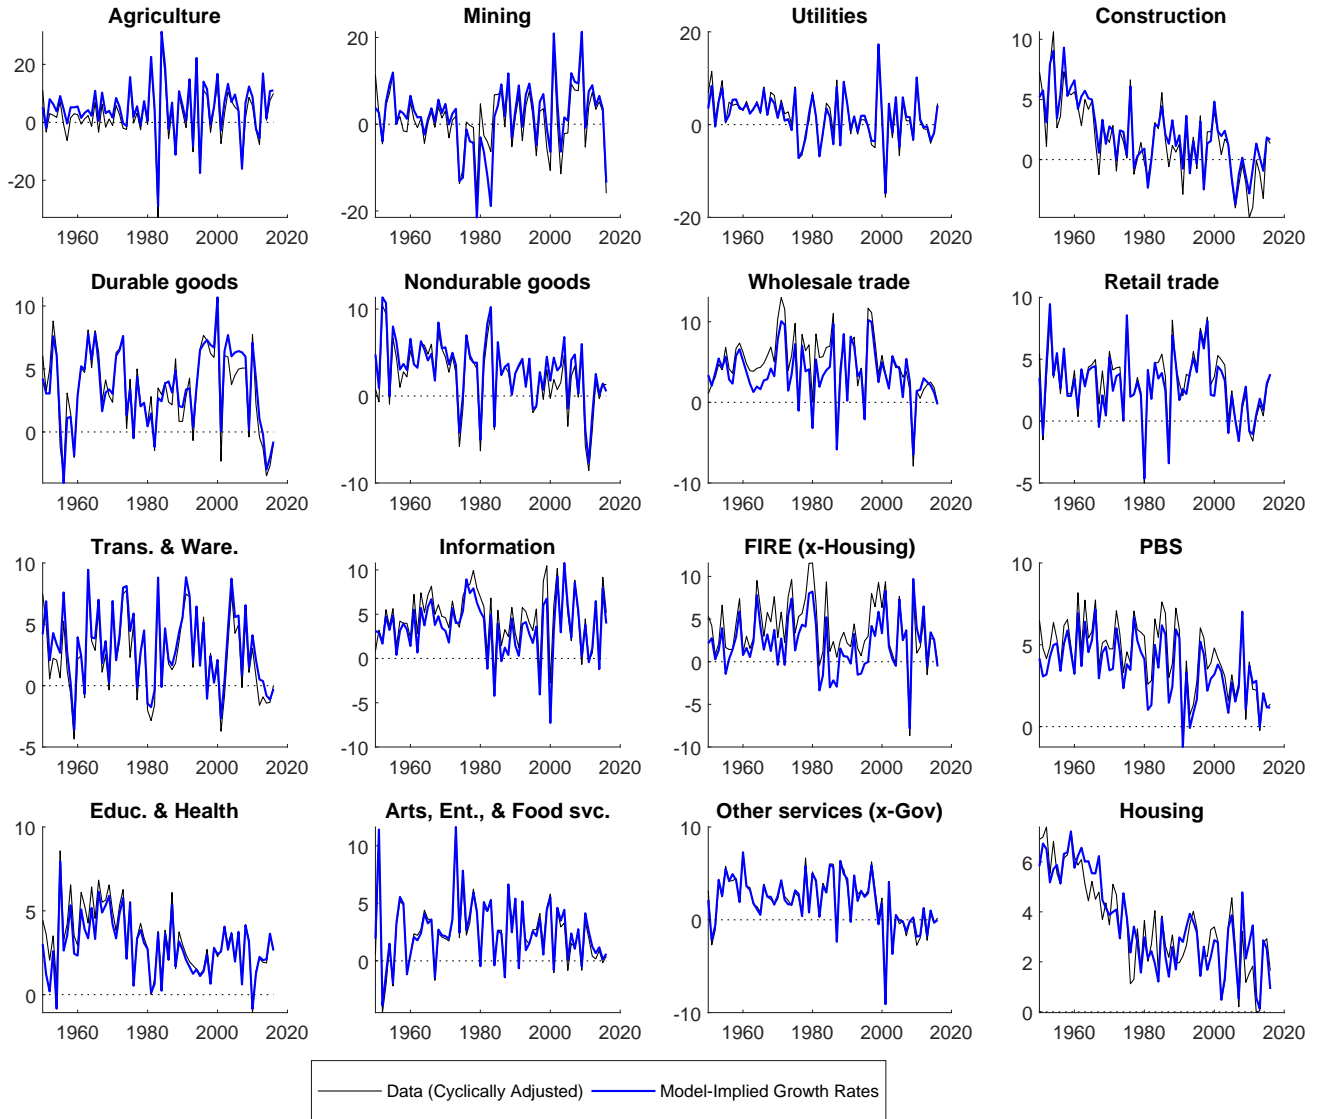 Agriculture Mining Utilities Construction
20 0 -20
20 0 -20
20 0 -20
10 5 0
1960 1980 2000 2020 1960 1980 2000 2020 1960 1980 2000 2020 1960 1980 2000 2020
Durable goods Nondurable goods Wholesale trade Retail trade
10 5 0
10 0 -10
10 0 -10
10 5 0 -5
1960 1980 2000 2020 1960 1980 2000 2020 1960 1980 2000 2020 1960 1980 2000 2020
Trans. & Ware. Information FIRE (x-Housing) PBS
10 5 0 -5
10 5 0 -5 -10
10 5 0 -5 -10
10 5 0
1960 1980 2000 2020 1960 1980 2000 2020 1960 1980 2000 2020 1960 1980 2000 2020
Educ. & Health Arts, Ent., & Food svc. Other services (x-Gov) Housing
10 5 0
10 5 0
10 0 -10
6 4 2 0
1960 1980 2000 2020 1960 1980 2000 2020 1960 1980 2000 2020 1960 1980 2000 2020
Data (Cyclically Adjusted) Model-Implied Growth Rates